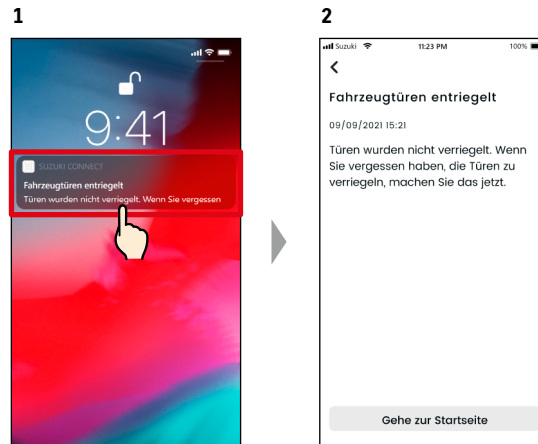 1
9:41
SUZUKI CONNECT
Fahrzeugtüren entriegelt
Türen wurden nicht verriegelt. Wenn Sie vergessen
2
Suzuki 11:23 PM 100%
Fahrzeugtüren entriegelt
09/09/2021 15:21
Türen wurden nicht verriegelt. Wenn
Sie vergessen haben, die Türen zu
verriegeln, machen Sie das jetzt.
Gehe zur Startseite